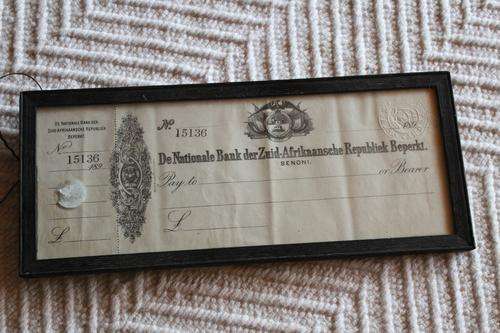 DE NATIONALE BANK DER
ZUID-AFRIKAANSCHE REPUBLIEK
BEPERKT
No.
15136
189
£
No. 15136
De Nationale Bank der Zuid-Afrikaansche Republiek Beperkt.
BENONI.
Pay to
or Bearer
£